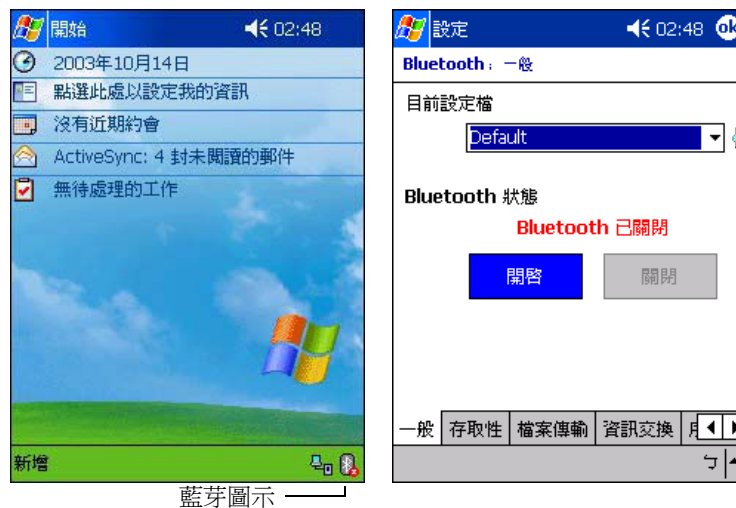 開始 02:48
2003年10月14日
點選此處以設定我的資訊
沒有近期約會
ActiveSync: 4 封未閱讀的郵件
無待處理的工作
新增
藍芽圖示
設定 02:48 ok
Bluetooth：一般
目前設定檔
Default
Bluetooth 狀態
Bluetooth 已關閉
開啓 關閉
一般 存取性 檔案傳輸 資訊交換
ㄅ